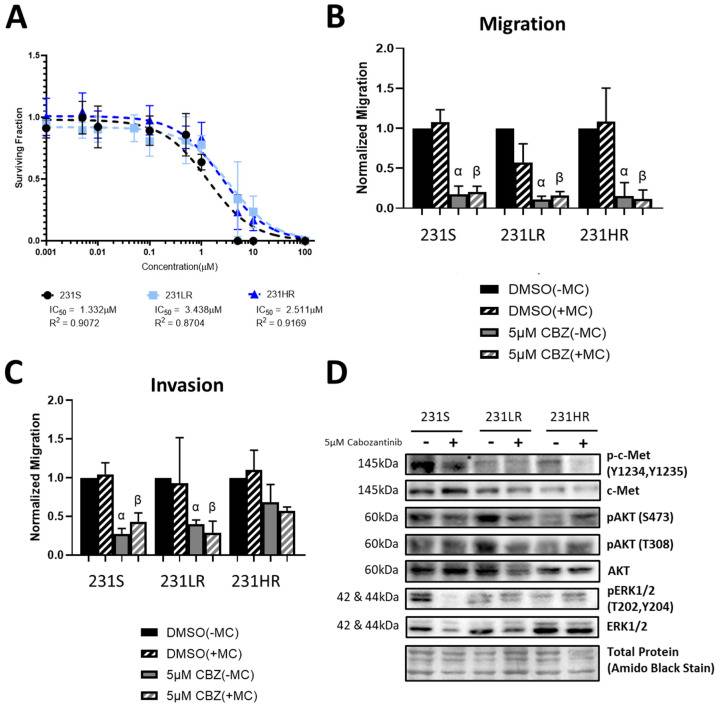 A
Surviving Fraction
1.5
1.0
0.5
0.0
0.001
0.01
0.1
1
10
100
Concentration(μM)
231S
231LR
231HR
IC50 = 1.332μM
IC50 = 3.438μM
IC50 = 2.511μM
R2 = 0.9072
R2 = 0.8704
R2 = 0.9169
B
Migration
Normalized Migration
2.0
1.5
1.0
0.5
0.0
α
β
α
β
α
β
231S
231LR
231HR
DMSO(-MC)
DMSO(+MC)
5μM CBZ(-MC)
5μM CBZ(+MC)
C
Invasion
Normalized Migration
2.0
1.5
1.0
0.5
0.0
α
β
α
β
231S
231LR
231HR
DMSO(-MC)
DMSO(+MC)
5μM CBZ(-MC)
5μM CBZ(+MC)
D
231S
231LR
231HR
5μM Cabozantinib
-
+
-
+
-
+
145kDa
p-c-Met
(Y1234,Y1235)
145kDa
c-Met
60kDa
pAKT (S473)
60kDa
pAKT (T308)
60kDa
AKT
42 & 44kDa
pERK1/2
(T202,Y204)
42 & 44kDa
ERK1/2
Total Protein
(Amido Black Stain)